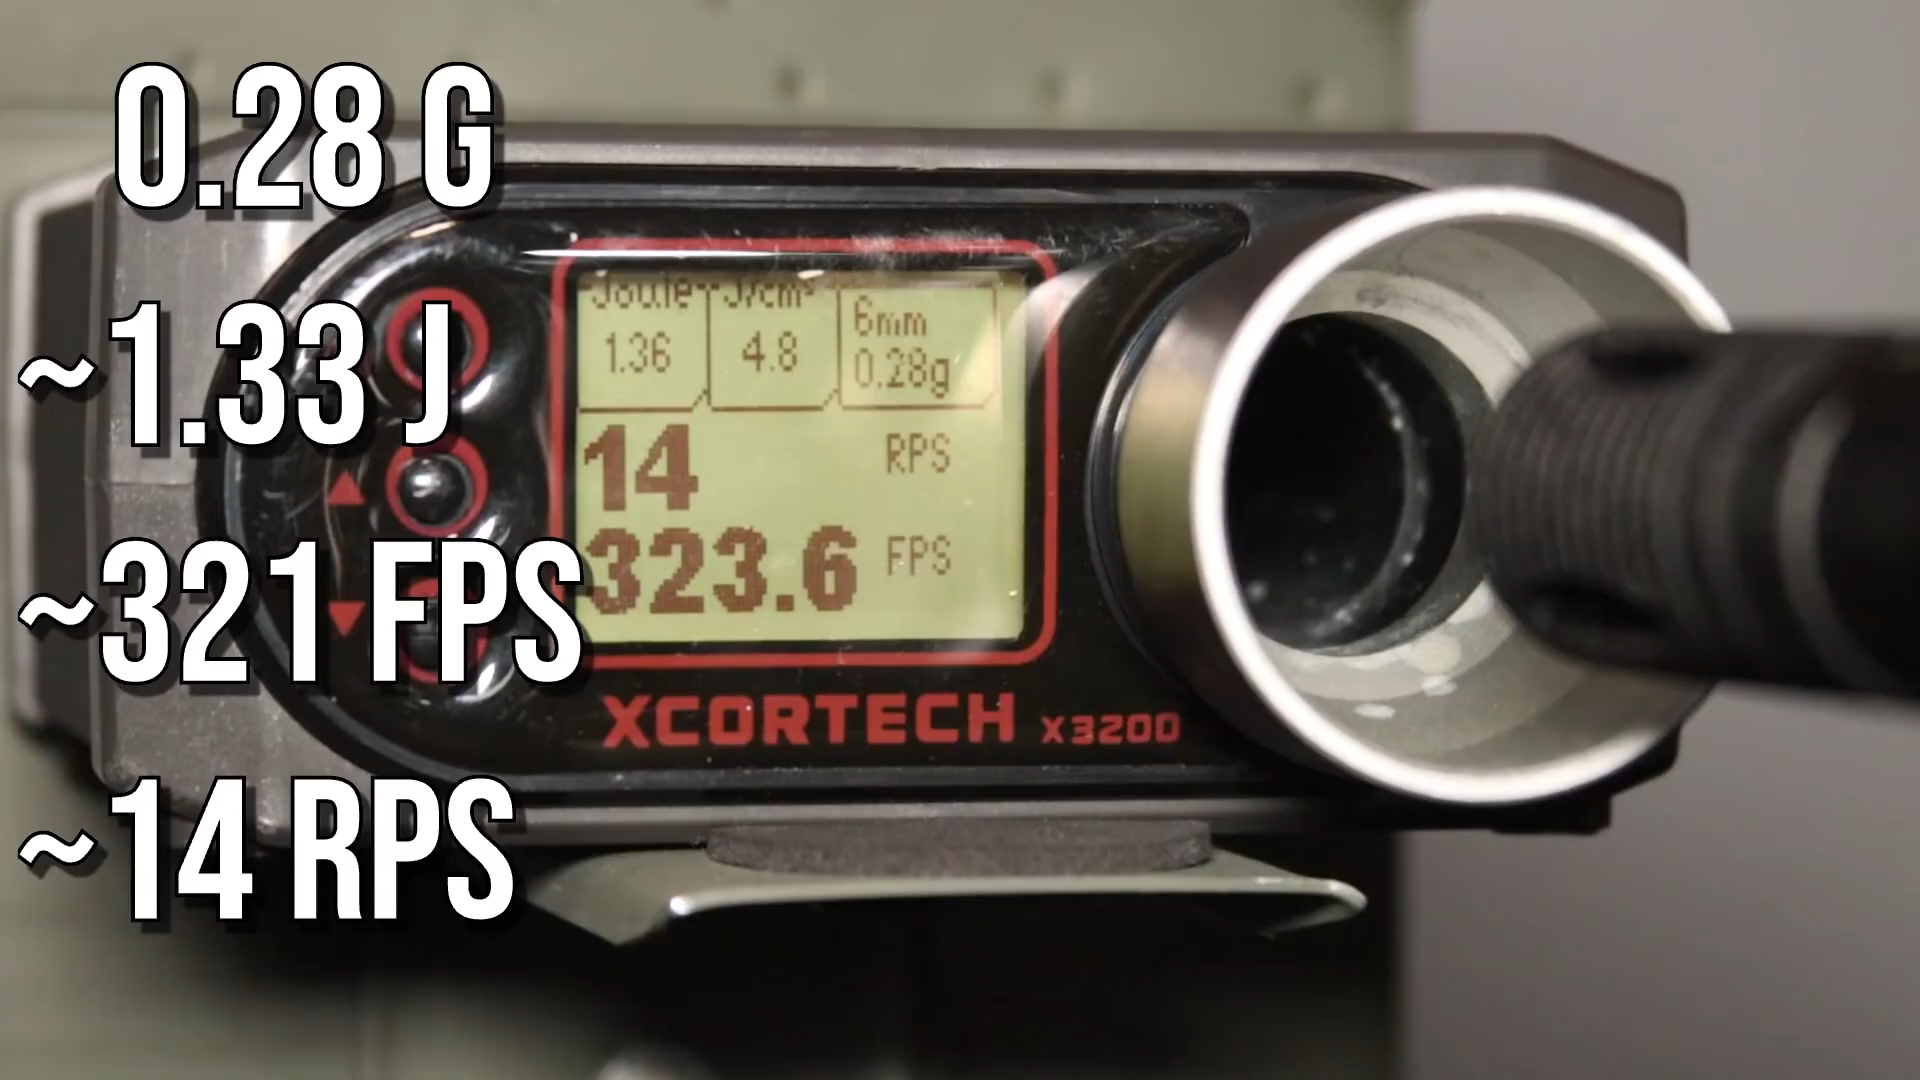 0.28 G
~1.33 J
~321 FPS
~14 RPS
Joule J/cm²
1.36 4.8 6mm
0.28g
14 RPS
323.6 FPS
XCORTECH X3200